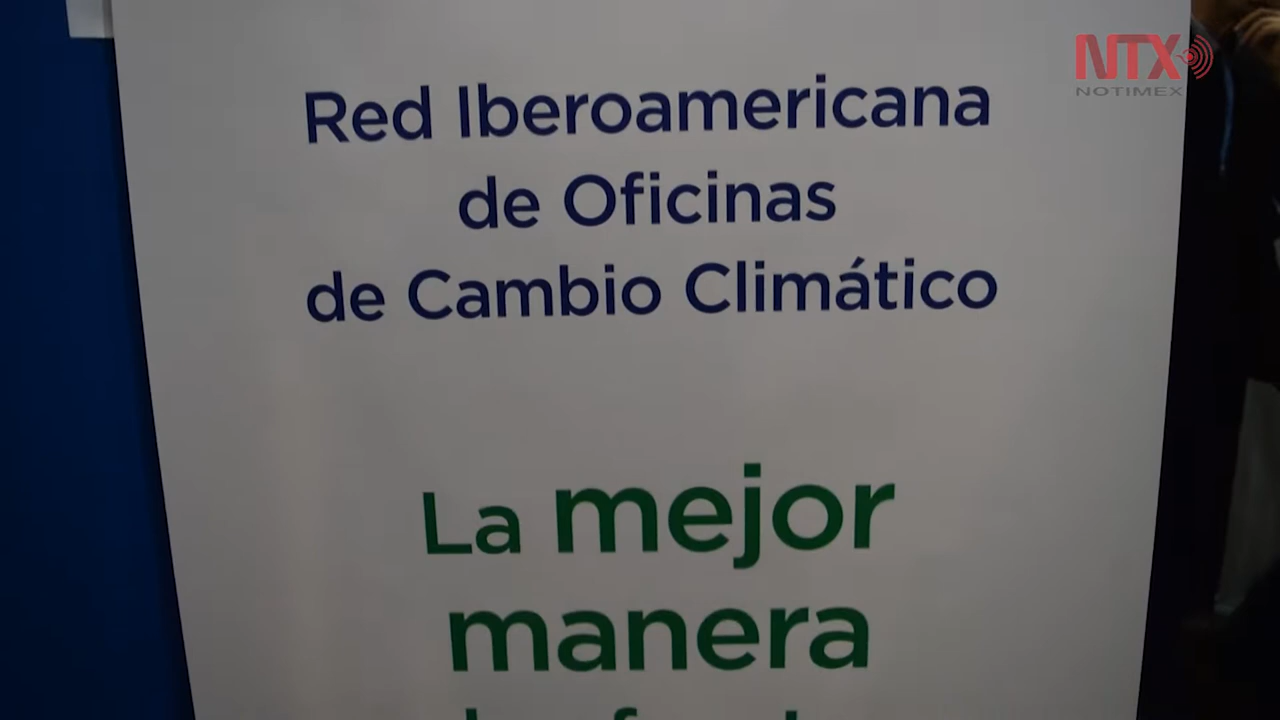 NTX
NOTIMEX
Red Iberoamericana
de Oficinas
de Cambio Climático
La mejor
manera